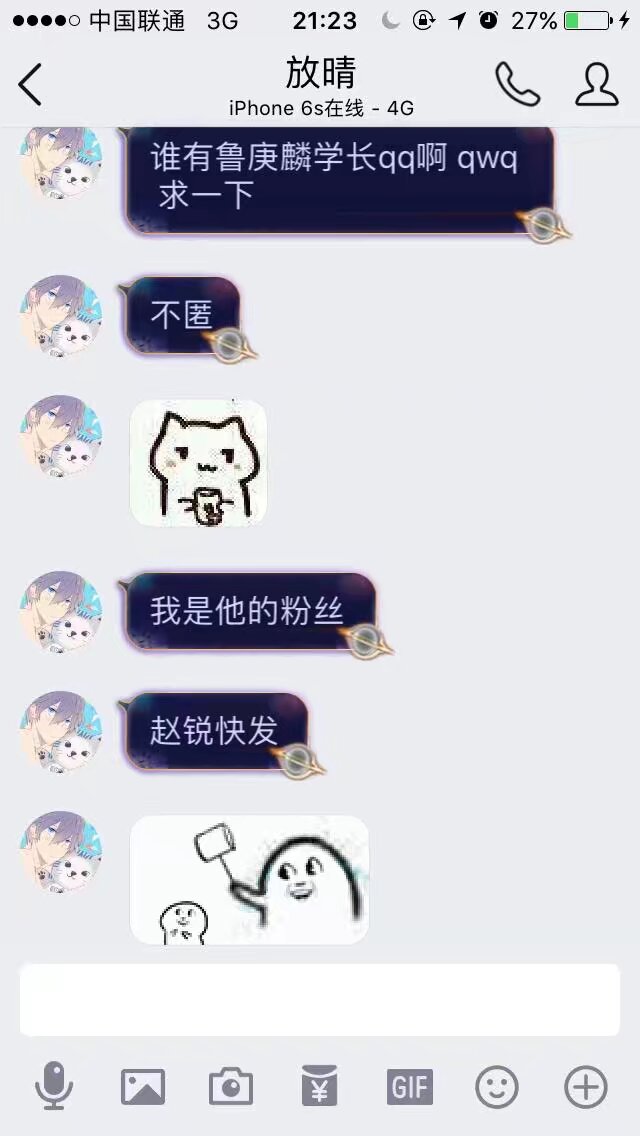 中国联通 3G 21:23 27%
放晴
iPhone 6s在线 - 4G
谁有鲁庚麟学长qq啊 qwq
求一下
不匿
我是他的粉丝
赵锐快发
¥
GIF